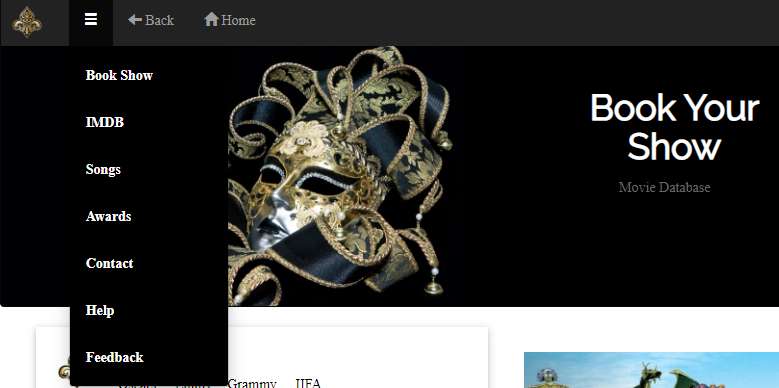 Back Home
Book Show
IMDB
Songs
Awards
Contact
Help
Feedback
Book Your
Show
Movie Database
Grammy IIFA